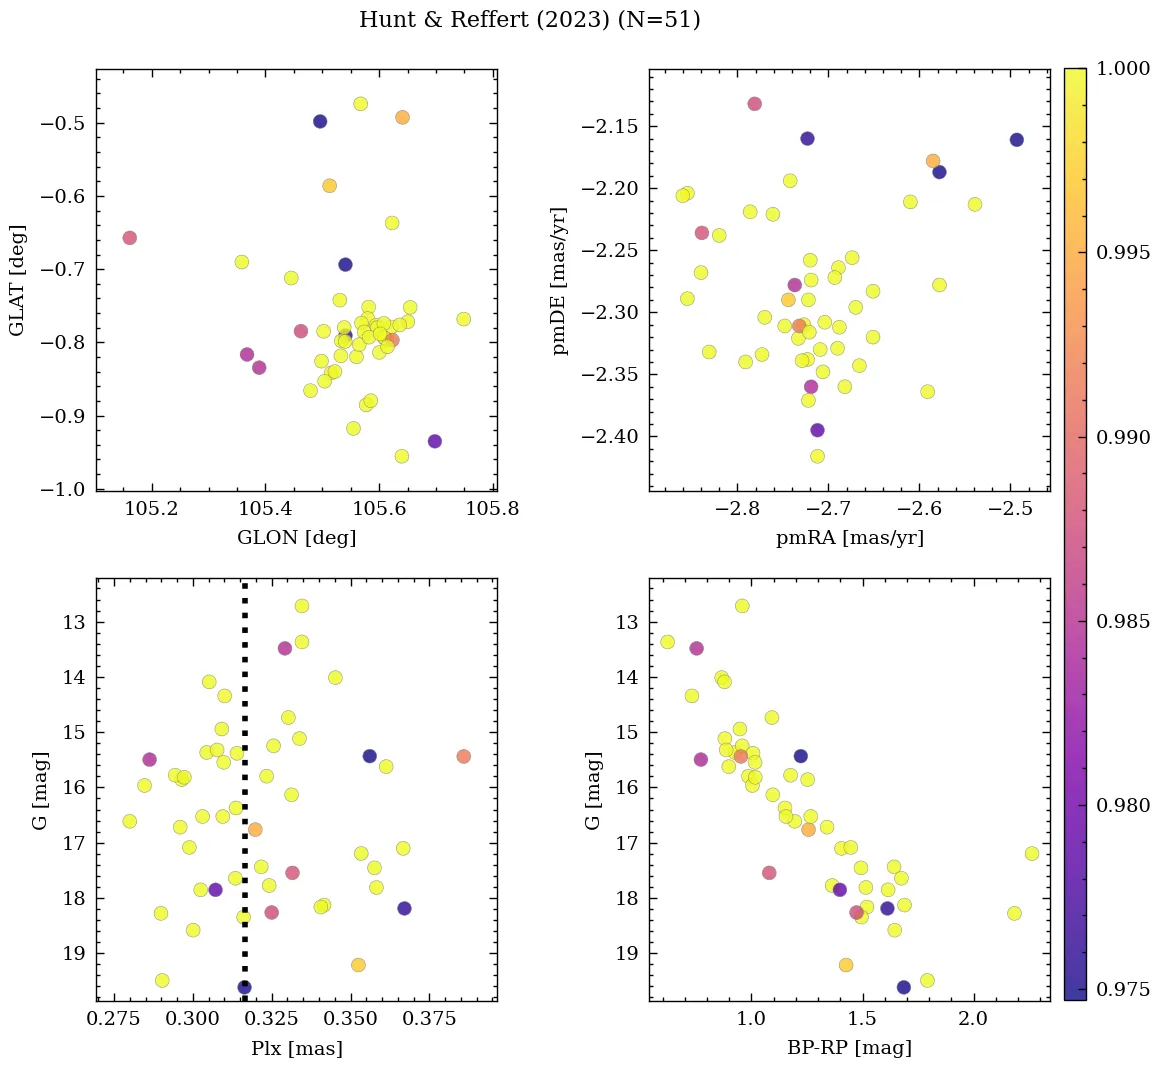 Hunt & Reffert (2023) (N=51)
−0.5
−0.6
−0.7
−0.8
−0.9
−1.0
GLAT [deg]
105.2 105.4 105.6 105.8
GLON [deg]
−2.15
−2.20
−2.25
−2.30
−2.35
−2.40
pmDE [mas/yr]
−2.8 −2.7 −2.6 −2.5
pmRA [mas/yr]
13
14
15
16
17
18
19
G [mag]
0.275 0.300 0.325 0.350 0.375
Plx [mas]
13
14
15
16
17
18
19
G [mag]
1.0 1.5 2.0
BP-RP [mag]
1.000
0.995
0.990
0.985
0.980
0.975